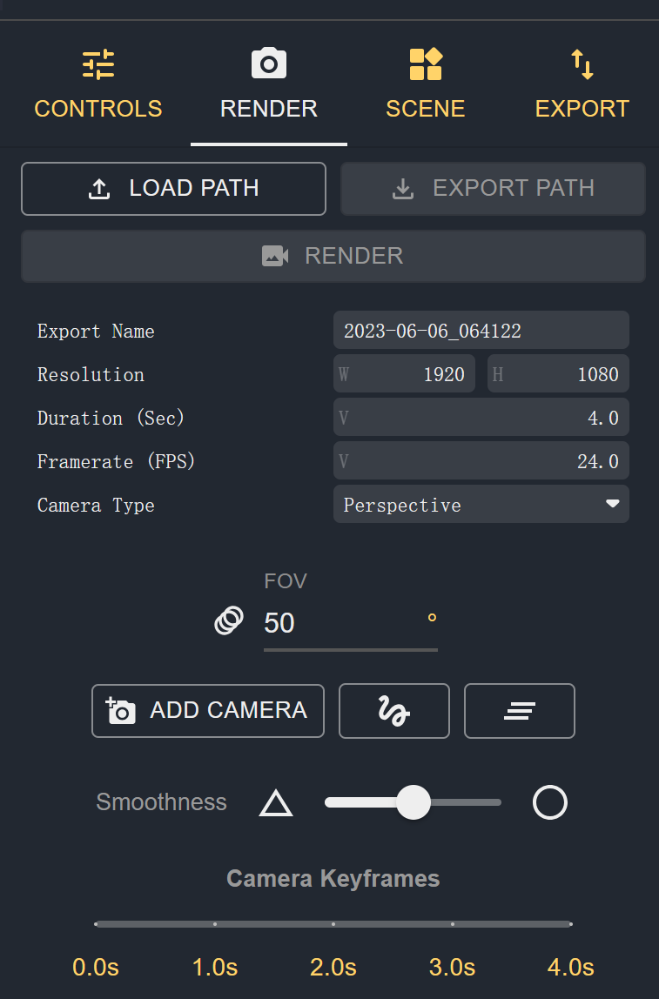 CONTROLS RENDER SCENE EXPORT
LOAD PATH EXPORT PATH
RENDER
Export Name 2023-06-06_064122
Resolution W 1920 H 1080
Duration (Sec) V 4.0
Framerate (FPS) V 24.0
Camera Type Perspective
FOV
50 °
ADD CAMERA
Smoothness
Camera Keyframes
0.0s 1.0s 2.0s 3.0s 4.0s